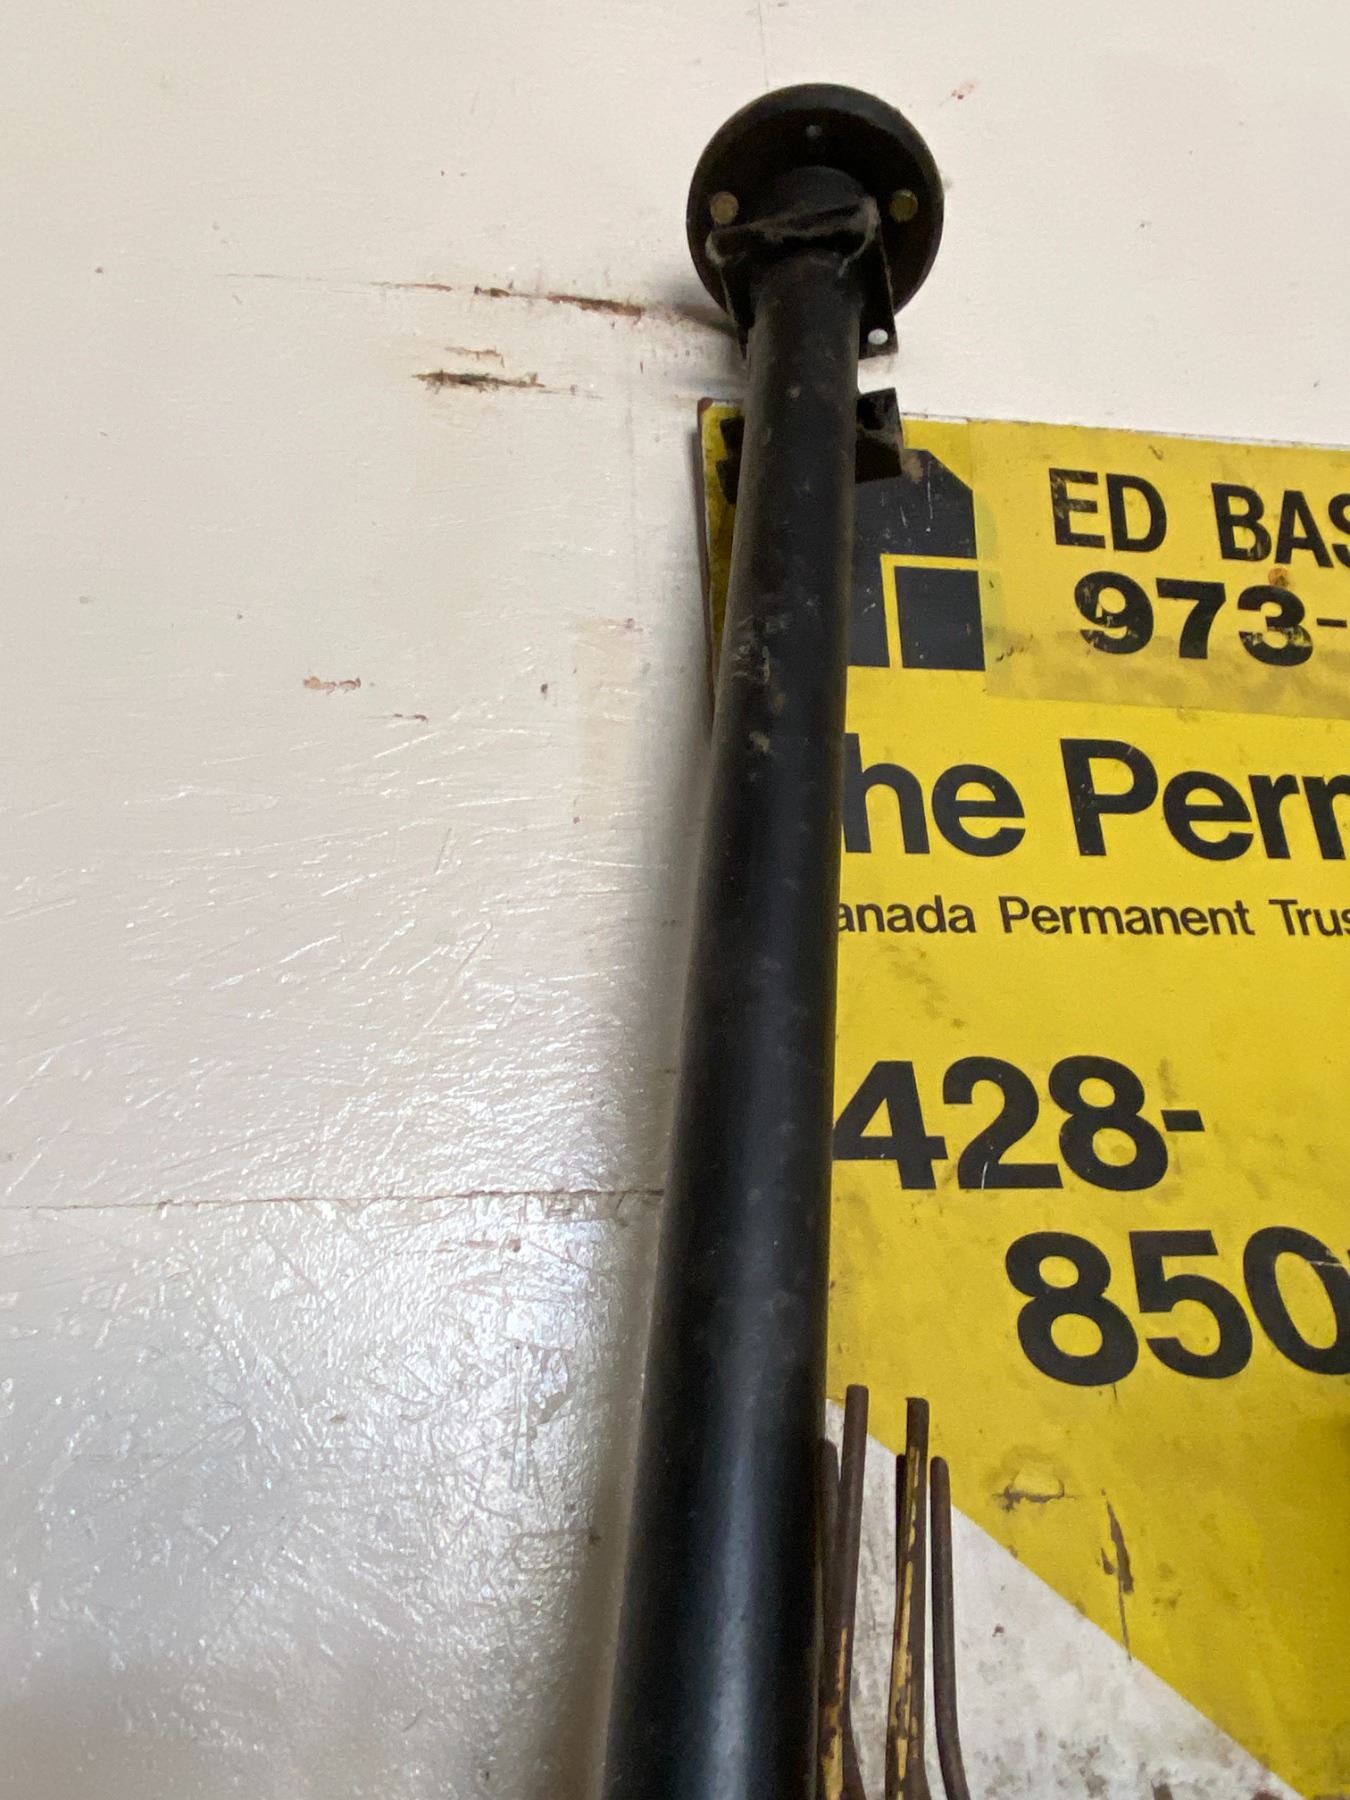 ED BAS
973-
he Perm
anada Permanent Trus
428-
850